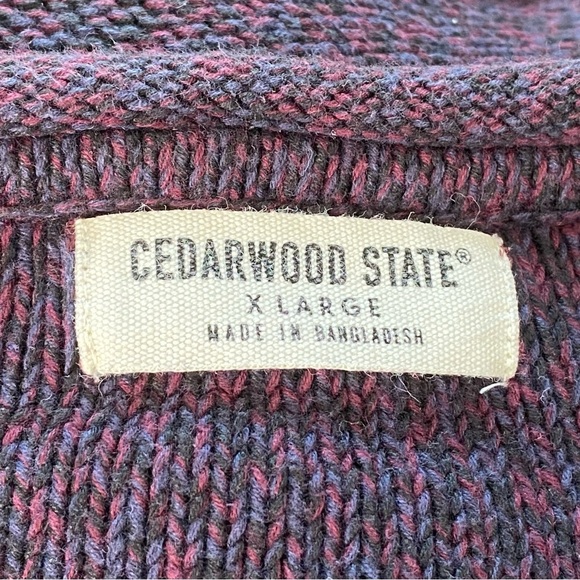 CEDARWOOD STATE®
X LARGE
MADE IN BANGLADESH